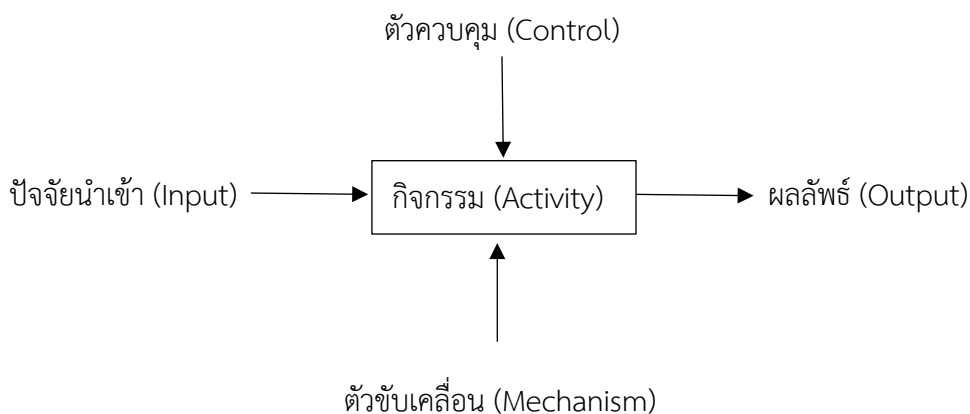 ตัวควบคุม (Control)
ปัจจัยนำเข้า (Input)
กิจกรรม (Activity)
ผลลัพธ์ (Output)
ตัวขับเคลื่อน (Mechanism)